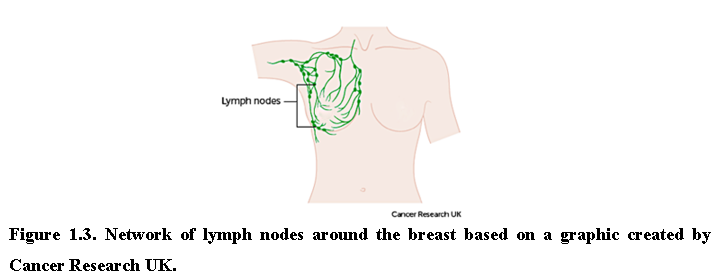 Lymph nodes
Cancer Research UK
Figure 1.3. Network of lymph nodes around the breast based on a graphic created by
Cancer Research UK.